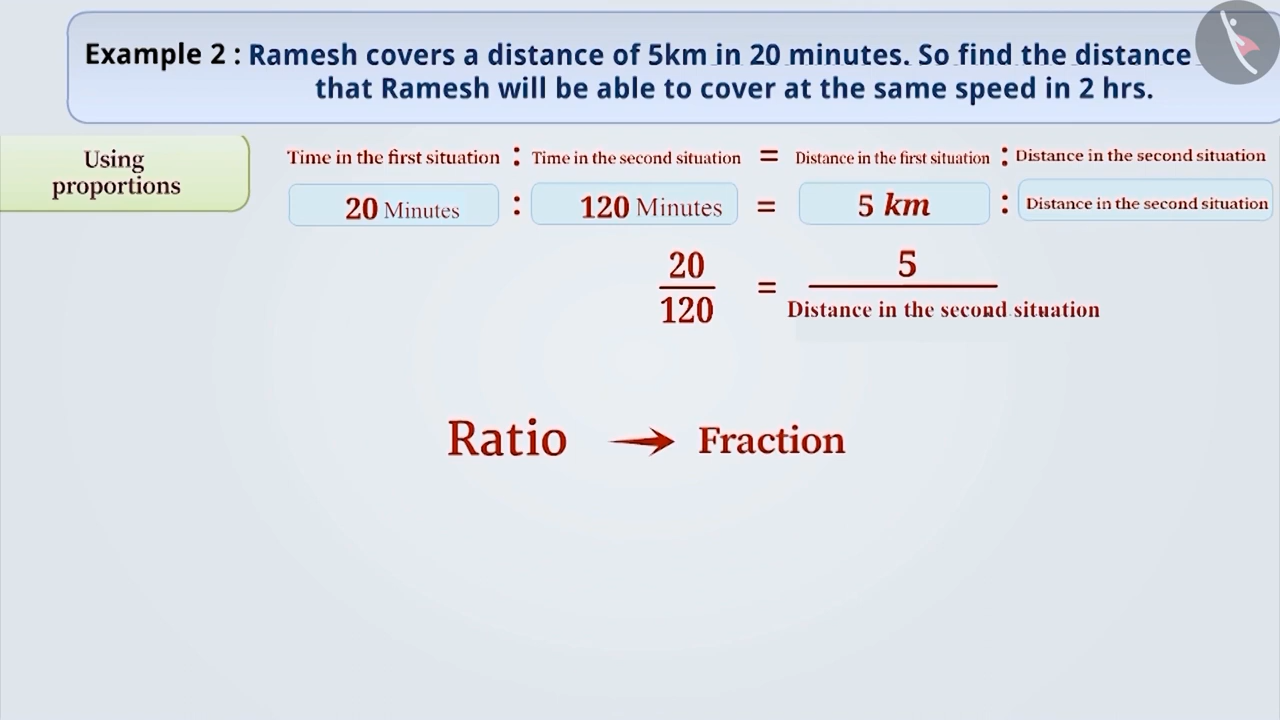 Example 2 : Ramesh covers a distance of 5km in 20 minutes. So find the distance
that Ramesh will be able to cover at the same speed in 2 hrs.
Using
proportions
Time in the first situation : Time in the second situation = Distance in the first situation : Distance in the second situation
20 Minutes : 120 Minutes = 5 km : Distance in the second situation
20 = 5
120 Distance in the second situation
Ratio → Fraction